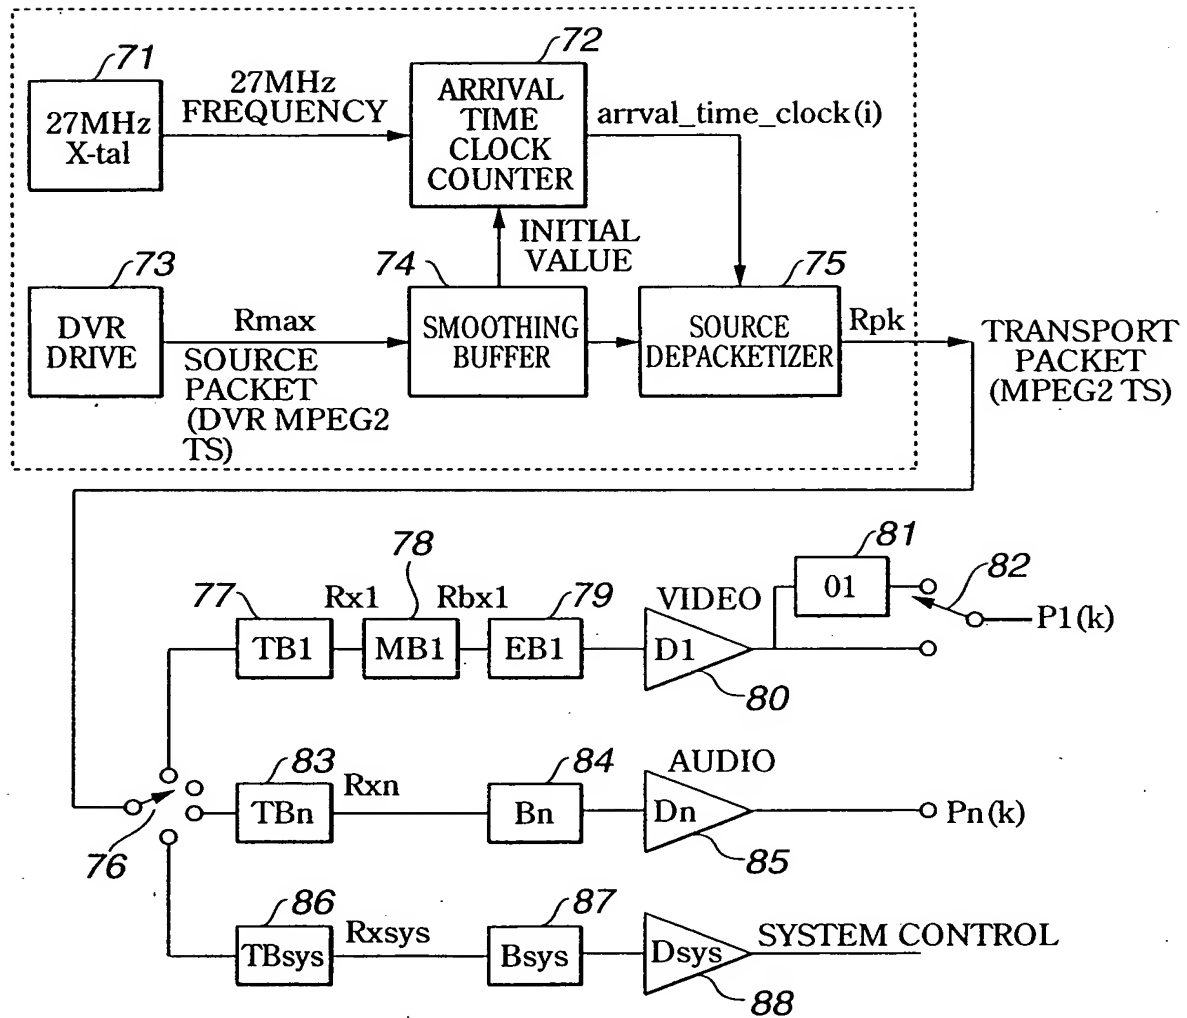 71
27MHz
X-tal
27MHz
FREQUENCY
72
ARRIVAL
TIME
CLOCK
COUNTER
arrval_time_clock(i)
INITIAL
VALUE
73
DVR
DRIVE
Rmax
SOURCE
PACKET
(DVR MPEG2
TS)
74
SMOOTHING
BUFFER
75
SOURCE
DEPACKETIZER
Rpk
TRANSPORT
PACKET
(MPEG2 TS)
76
77
TB1
Rx1
78
MB1
Rbx1
79
EB1
VIDEO
D1
80
81
01
82
P1(k)
83
TBn
Rxn
84
Bn
AUDIO
Dn
85
Pn(k)
86
TBsys
Rxsys
87
Bsys
Dsys
88
SYSTEM CONTROL